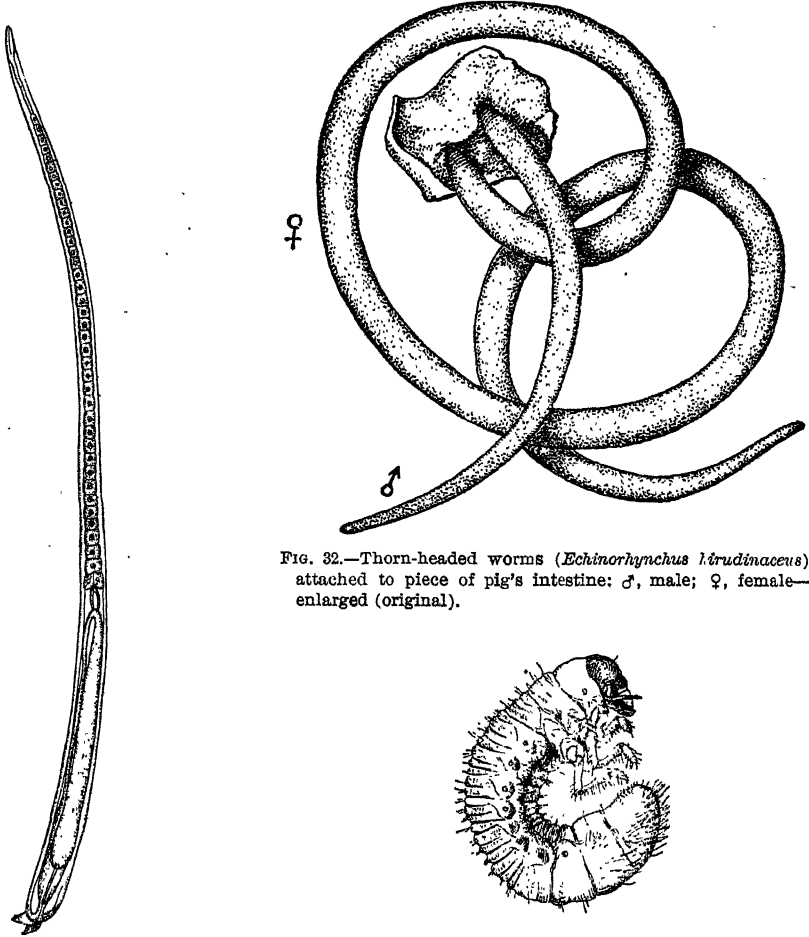 ♀
♂
FIG. 32.—Thorn-headed worms (Echinorhynchus hirudinaceus)
attached to piece of pig's intestine: ♂, male; ♀, female—
enlarged (original).